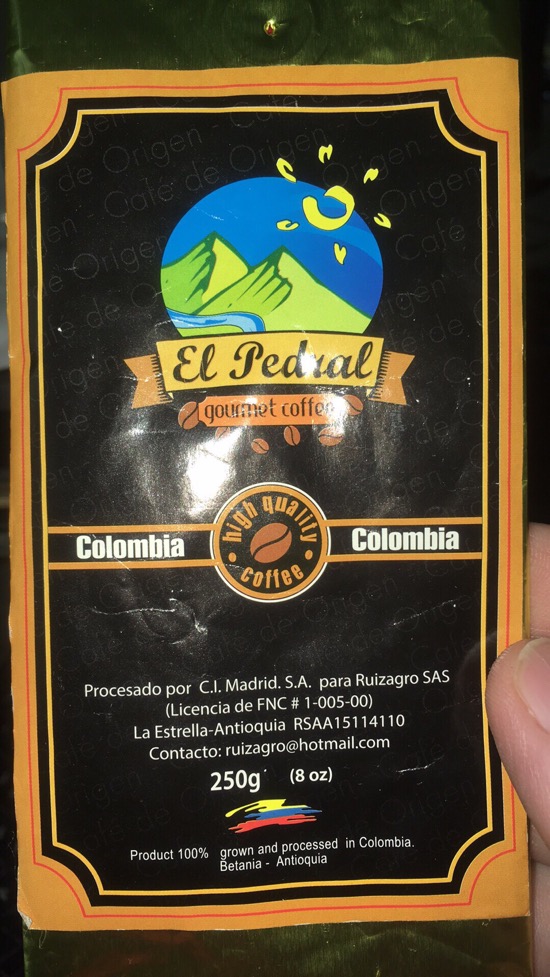 El Pedral
gourmet coffee
high quality
Colombia
Colombia
coffee
Procesado por C.I. Madrid. S.A. para Ruizagro SAS
(Licencia de FNC # 1-005-00)
La Estrella-Antioquia RSAA15114110
Contacto: ruizagro@hotmail.com
250g (8 oz)
Product 100% grown and processed in Colombia.
Betania - Antioquia